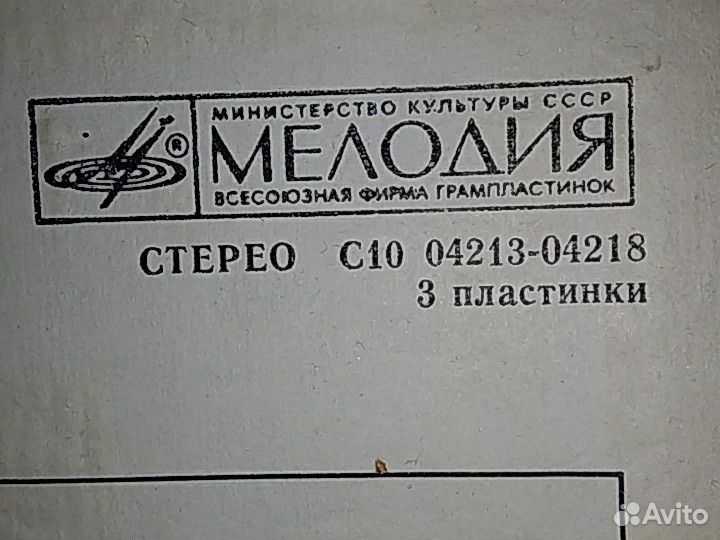 МИНИСТЕРСТВО КУЛЬТУРЫ СССР
®
МЕЛОДИЯ
ВСЕСОЮЗНАЯ ФИРМА ГРАМПЛАСТИНОК
СТЕРЕО С10 04213-04218
3 пластинки
Avito